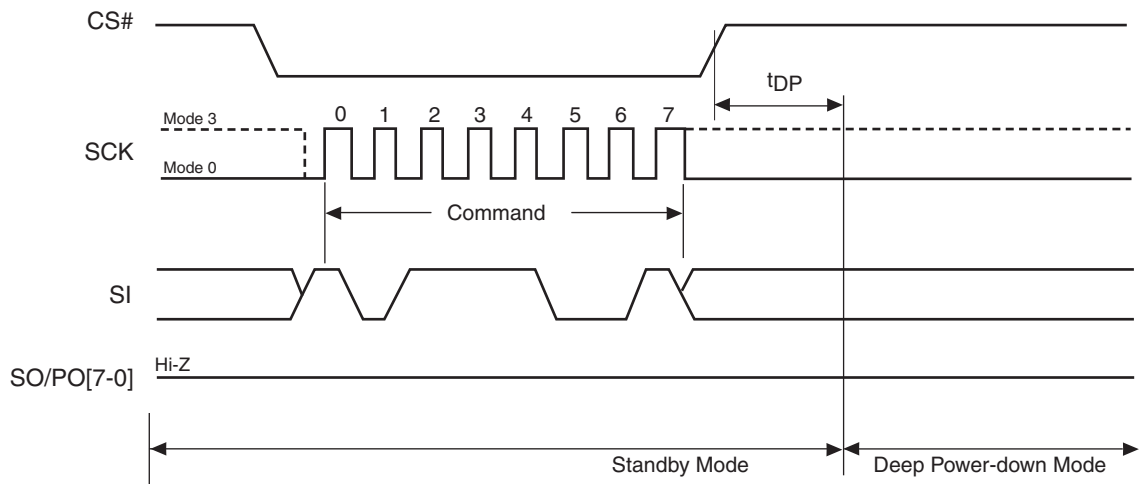 CS#
tDP
Mode 3
0 1 2 3 4 5 6 7
SCK
Mode 0
Command
SI
Hi-Z
SO/PO[7-0]
Standby Mode
Deep Power-down Mode